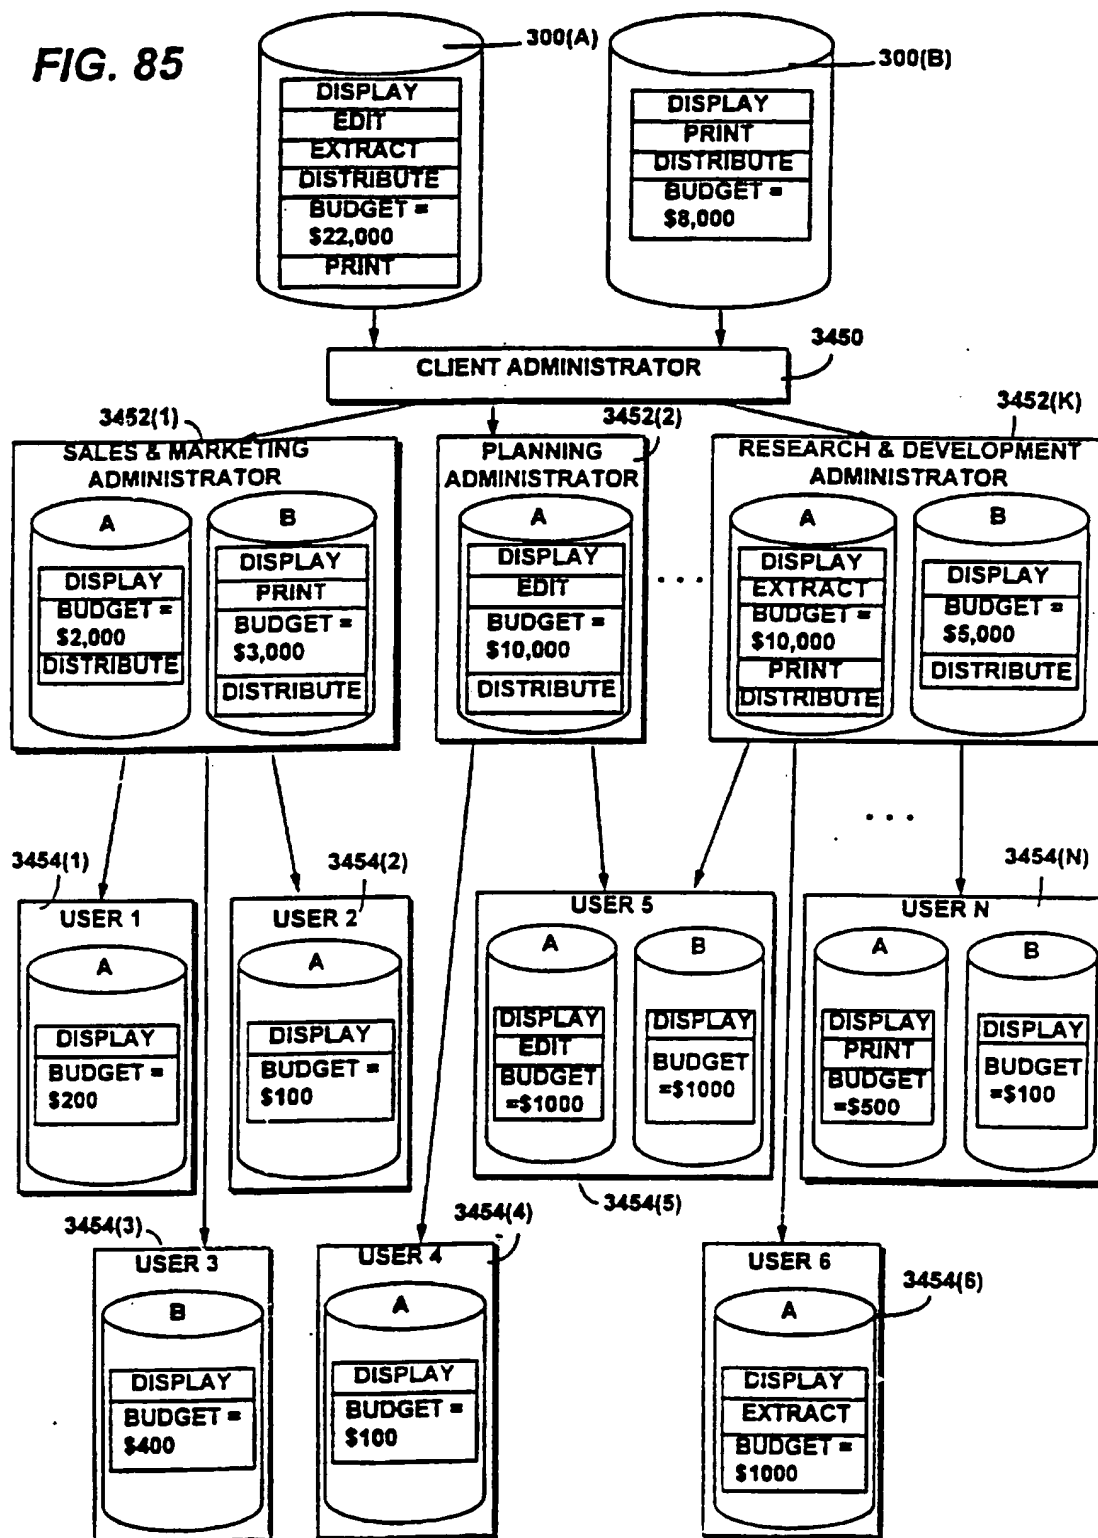 FIG. 85
300(A)
300(B)
DISPLAY
EDIT
EXTRACT
DISTRIBUTE
BUDGET =
$22,000
PRINT
DISPLAY
PRINT
DISTRIBUTE
BUDGET =
$8,000
3450
CLIENT ADMINISTRATOR
3452(1)
3452(2)
3452(K)
SALES & MARKETING
ADMINISTRATOR
A
DISPLAY
BUDGET =
$2,000
DISTRIBUTE
B
DISPLAY
PRINT
BUDGET =
$3,000
DISTRIBUTE
PLANNING
ADMINISTRATOR
A
DISPLAY
EDIT
BUDGET =
$10,000
DISTRIBUTE
. . .
RESEARCH & DEVELOPMENT
ADMINISTRATOR
A
DISPLAY
EXTRACT
BUDGET =
$10,000
PRINT
DISTRIBUTE
B
DISPLAY
BUDGET =
$5,000
DISTRIBUTE
. . .
3454(1)
USER 1
A
DISPLAY
BUDGET =
$200
3454(2)
USER 2
A
DISPLAY
BUDGET =
$100
USER 5
A
DISPLAY
EDIT
BUDGET
=$1000
B
DISPLAY
BUDGET
=$1000
3454(5)
3454(N)
USER N
A
DISPLAY
PRINT
BUDGET
=$500
B
DISPLAY
BUDGET
=$100
3454(3)
USER 3
B
DISPLAY
BUDGET =
$400
3454(4)
USER 4
A
DISPLAY
BUDGET =
$100
USER 6
3454(6)
A
DISPLAY
EXTRACT
BUDGET =
$1000